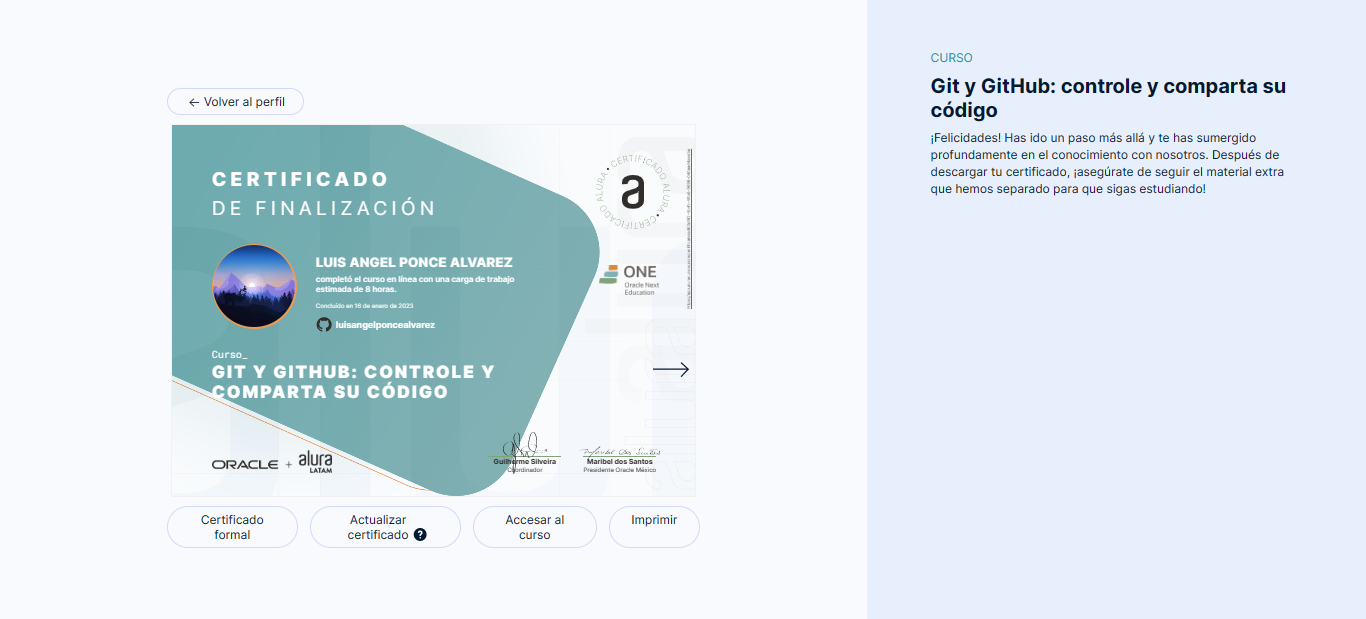 ← Volver al perfil
CERTIFICADO
DE FINALIZACIÓN
LUIS ANGEL PONCE ALVAREZ
completó el curso en línea con una carga de trabajo
estimada de 8 horas.
Concluido en 16 de enero de 2023
luisangelponcealvarez
Curso_
GIT Y GITHUB: CONTROLE Y
COMPARTA SU CÓDIGO
ORACLE + alura
LATAM
CERTIFICADO ALURA • CERTIFICADO ALURA •
a
ONE
Oracle Next
Education
Guilherme Silveira
Coordinador
Maribel dos Santos
Presidente Oracle México
Certificado
formal
Actualizar
certificado ?
Accesar al
curso
Imprimir
CURSO
Git y GitHub: controle y comparta su
código
¡Felicidades! Has ido un paso más allá y te has sumergido
profundamente en el conocimiento con nosotros. Después de
descargar tu certificado, ¡asegúrate de seguir el material extra
que hemos separado para que sigas estudiando!